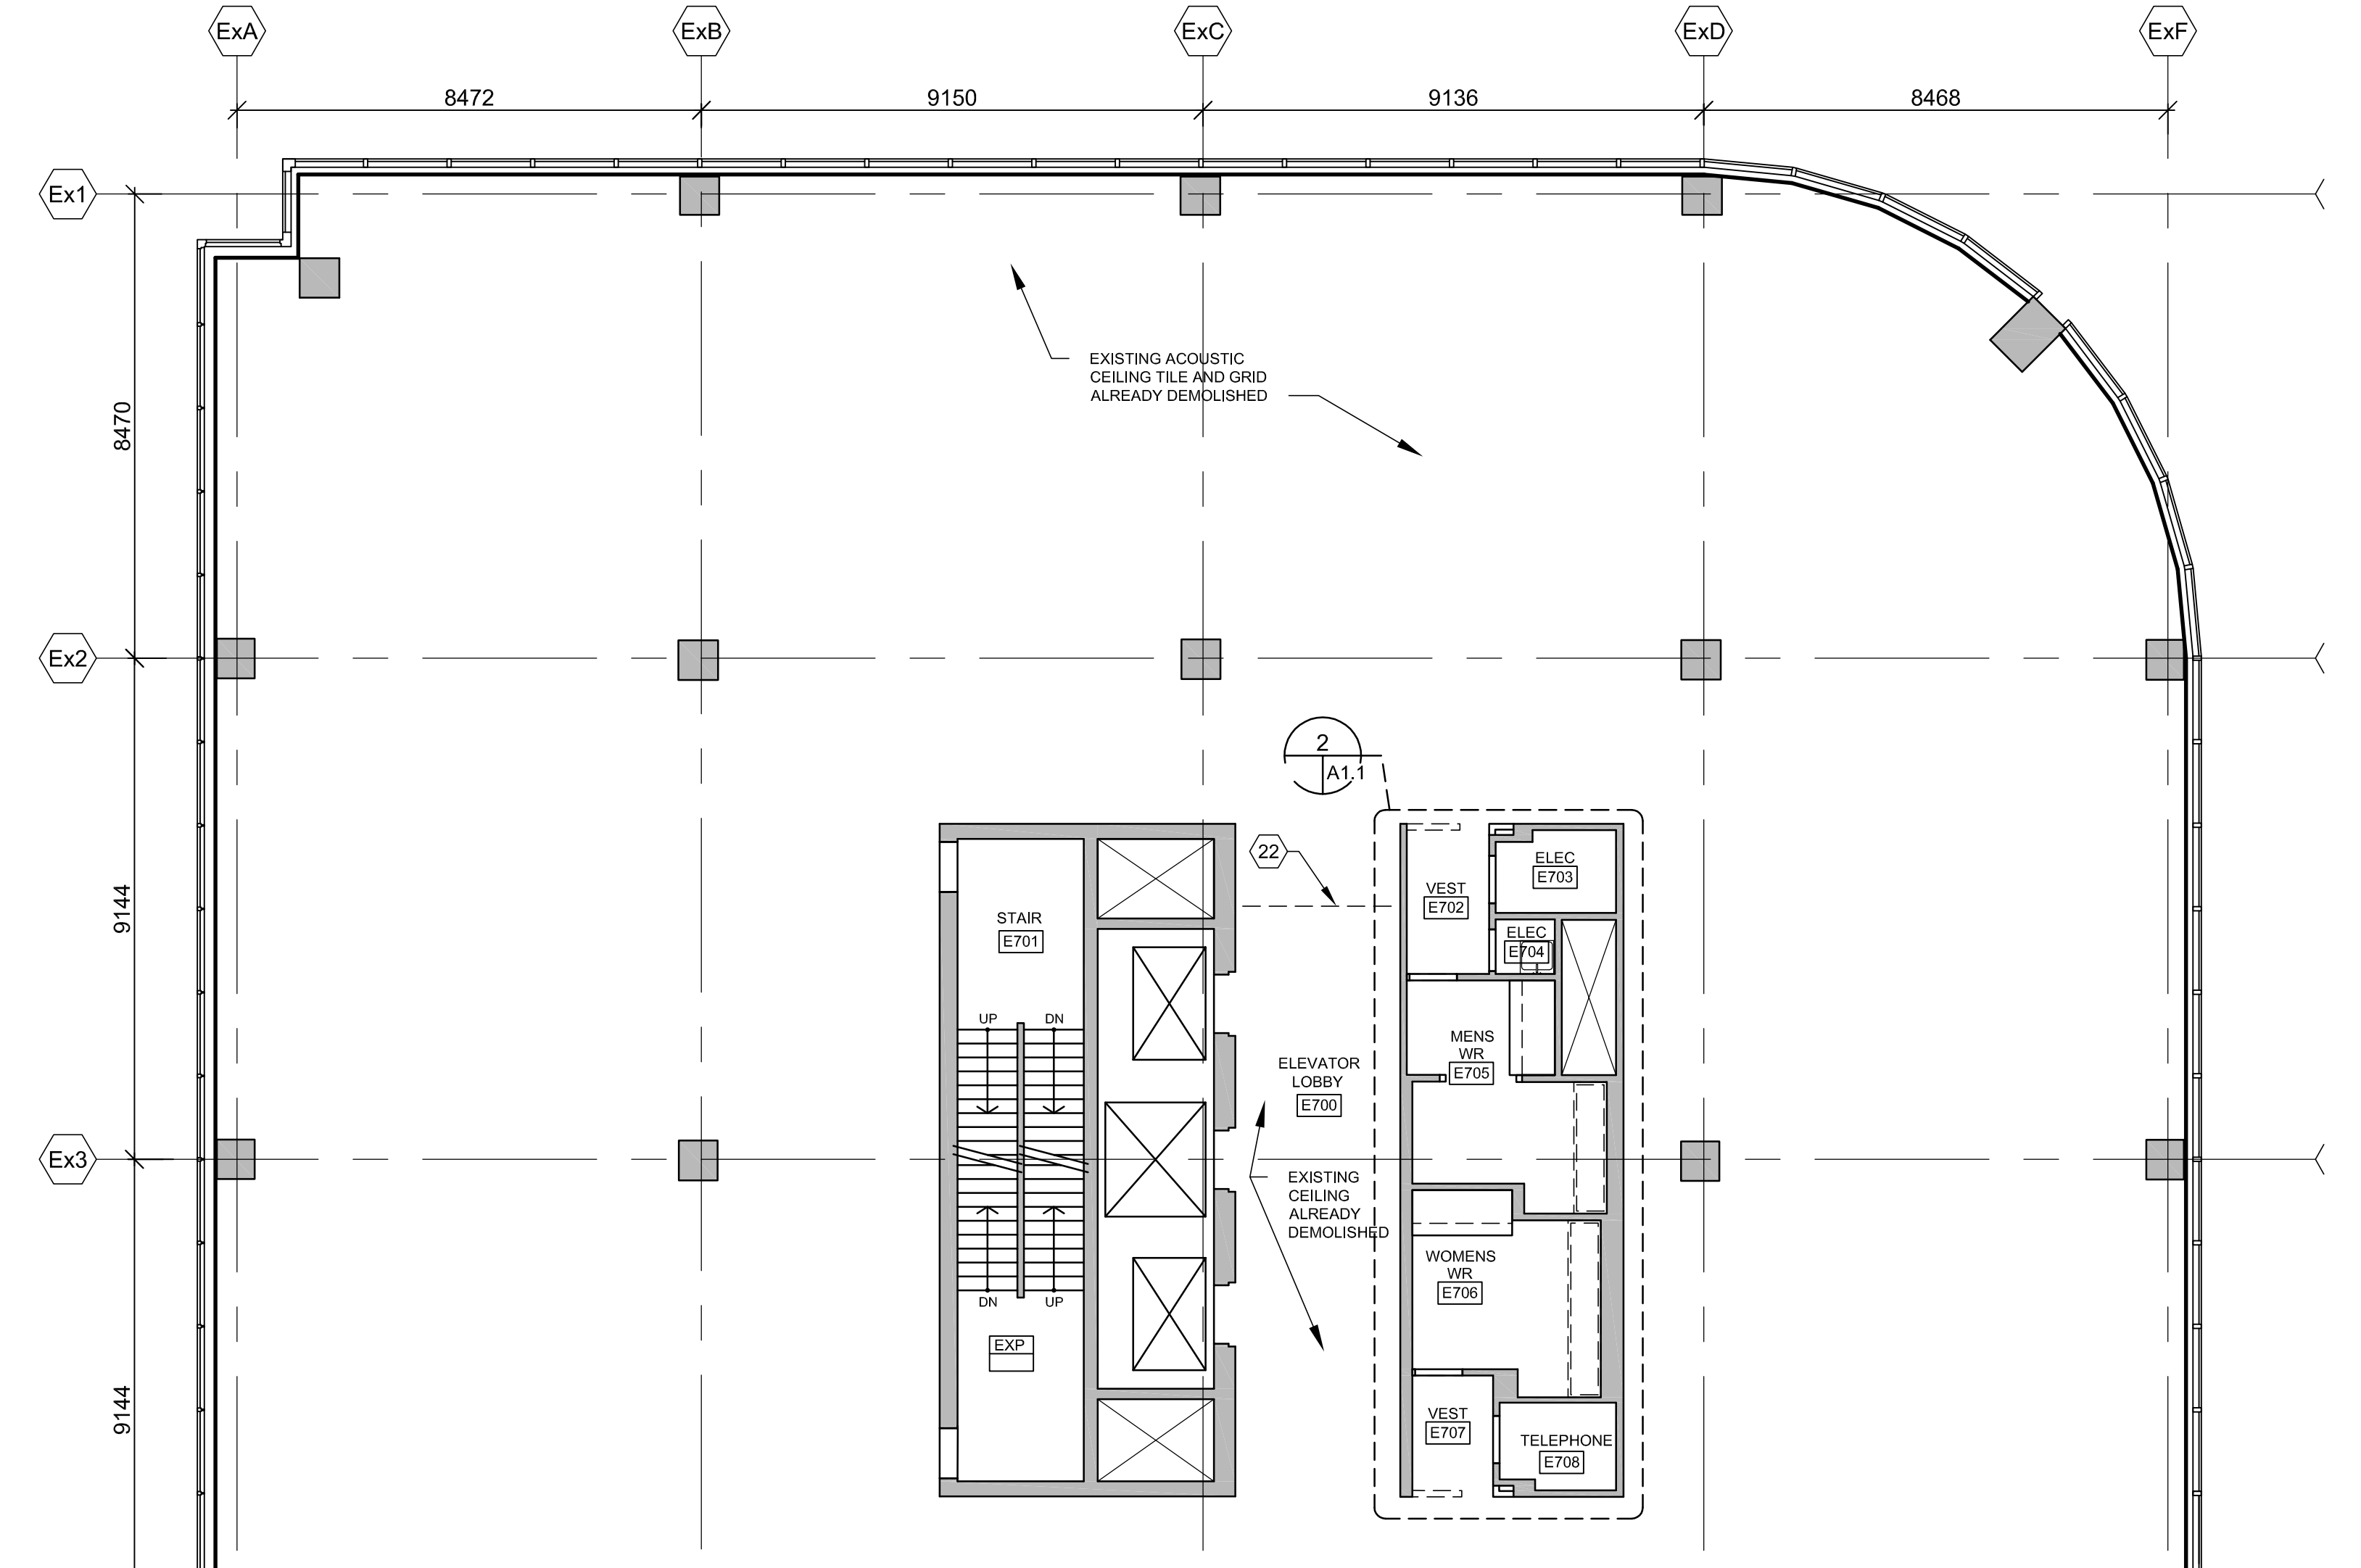 ExA
ExB
ExC
ExD
ExF
8472
9150
9136
8468
Ex1
EXISTING ACOUSTIC
CEILING TILE AND GRID
ALREADY DEMOLISHED
8470
Ex2
2
A1.1
22
9144
STAIR
E701
VEST
E702
ELEC
E703
ELEC
E704
UP
DN
MENS
WR
E705
ELEVATOR
LOBBY
E700
Ex3
EXISTING
CEILING
ALREADY
DEMOLISHED
WOMENS
WR
E706
DN
UP
EXP
9144
VEST
E707
TELEPHONE
E708